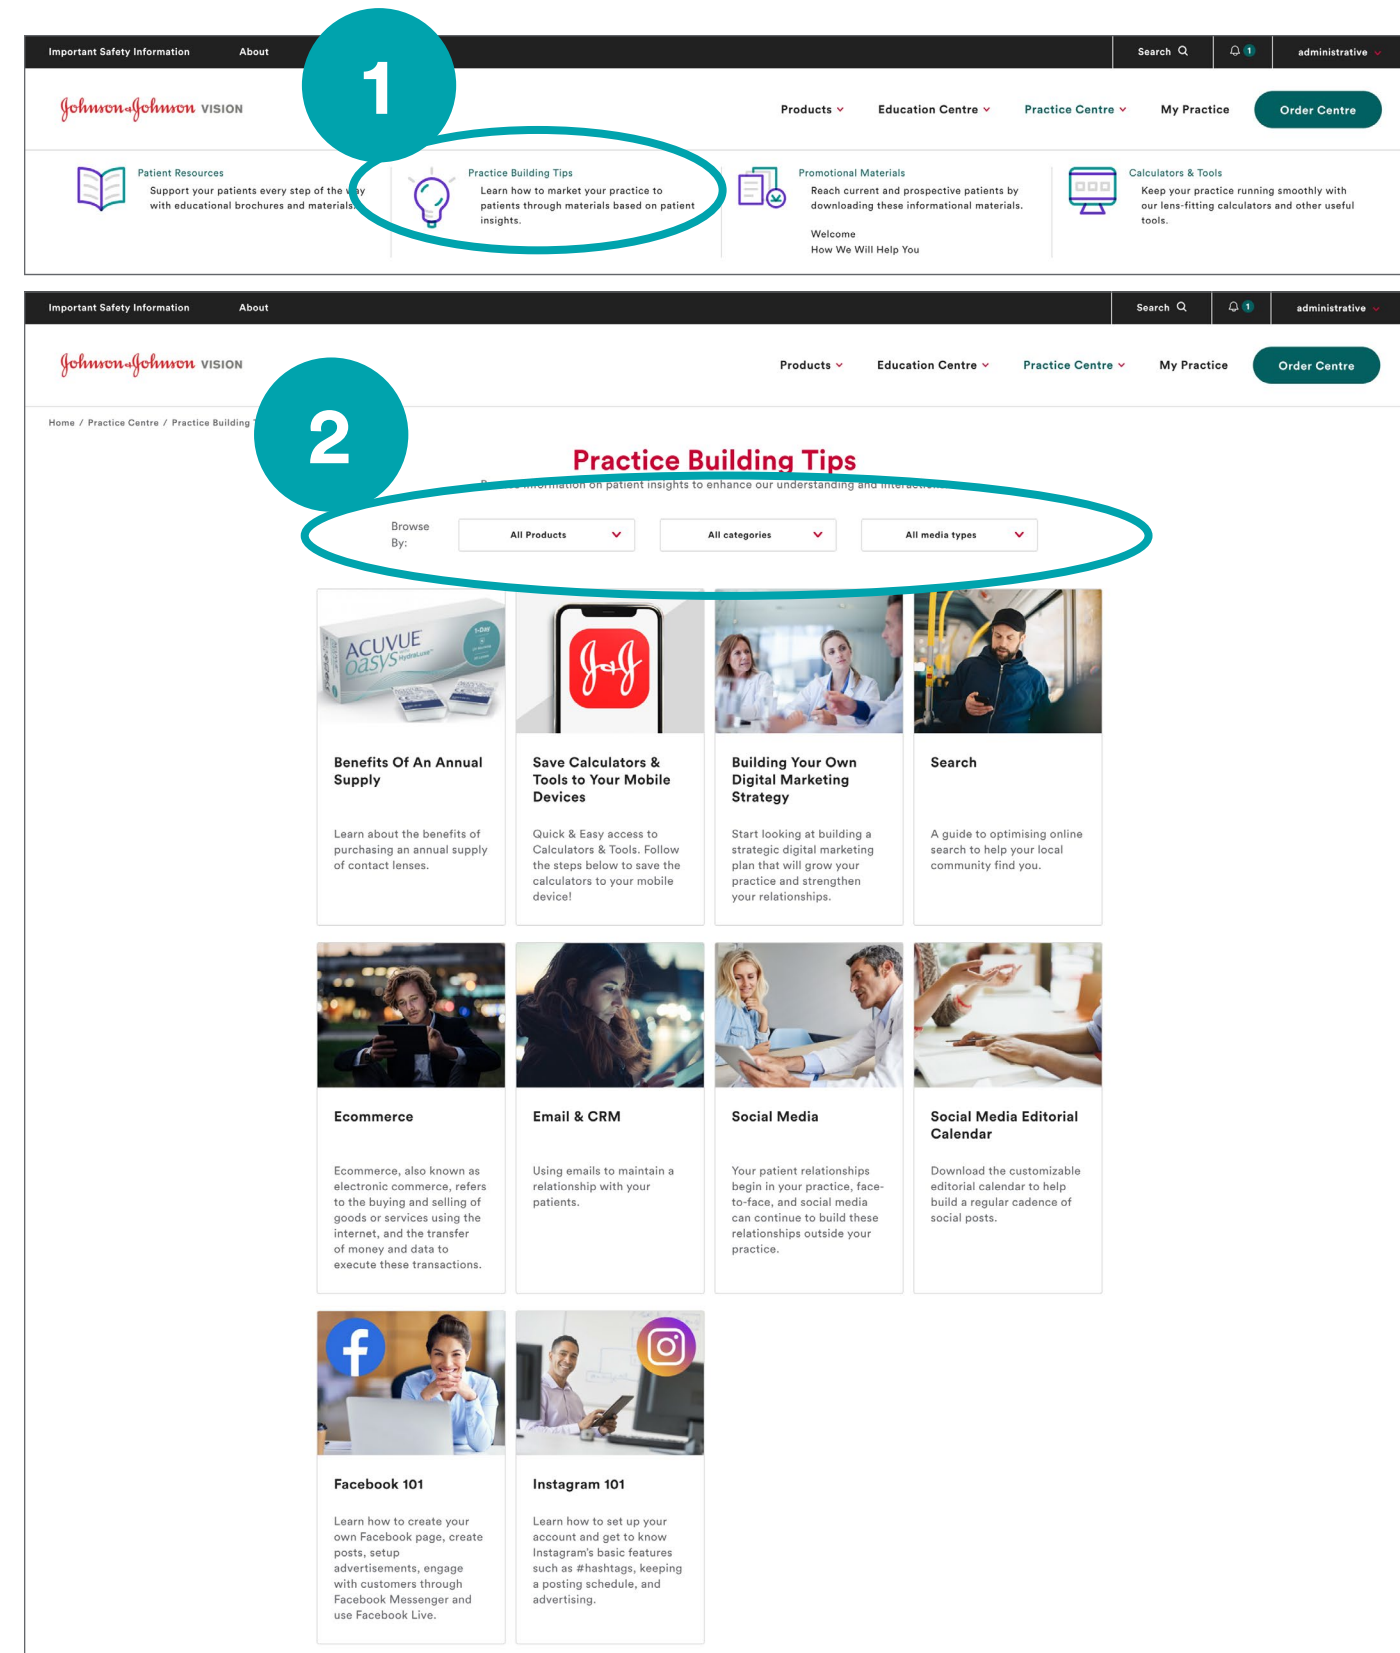 1
Important Safety Information About Search 1 administrative
Johnson & Johnson VISION Products Education Centre Practice Centre My Practice Order Centre
Patient Resources
Support your patients every step of the way
with educational brochures and materials.
Practice Building Tips
Learn how to market your practice to
patients through materials based on patient
insights.
Promotional Materials
Reach current and prospective patients by
downloading these informational materials.
Welcome
How We Will Help You
Calculators & Tools
Keep your practice running smoothly with
our lens-fitting calculators and other useful
tools.
Important Safety Information About Search 1 administrative
Johnson & Johnson VISION Products Education Centre Practice Centre My Practice Order Centre
2
Home / Practice Centre / Practice Building
Practice Building Tips
information on patient insights to enhance our understanding and
Browse
By:
All Products All categories All media types
ACUVUE
OASYS
1-Day
WITH HydraLuxe™
J&J
Benefits Of An Annual
Supply
Learn about the benefits of
purchasing an annual supply
of contact lenses.
Save Calculators &
Tools to Your Mobile
Devices
Quick & Easy access to
Calculators & Tools. Follow
the steps below to save the
calculators to your mobile
device!
Building Your Own
Digital Marketing
Strategy
Start looking at building a
strategic digital marketing
plan that will grow your
practice and strengthen
your relationships.
Search
A guide to optimising online
search to help your local
community find you.
Ecommerce
Ecommerce, also known as
electronic commerce, refers
to the buying and selling of
goods or services using the
internet, and the transfer
of money and data to
execute these transactions.
Email & CRM
Using emails to maintain a
relationship with your
patients.
Social Media
Your patient relationships
begin in your practice, face-
to-face, and social media
can continue to build these
relationships outside your
practice.
Social Media Editorial
Calendar
Download the customizable
editorial calendar to help
build a regular cadence of
social posts.
Facebook 101
Learn how to create your
own Facebook page, create
posts, setup
advertisements, engage
with customers through
Facebook Messenger and
use Facebook Live.
Instagram 101
Learn how to set up your
account and get to know
Instagram's basic features
such as #hashtags, keeping
a posting schedule, and
advertising.